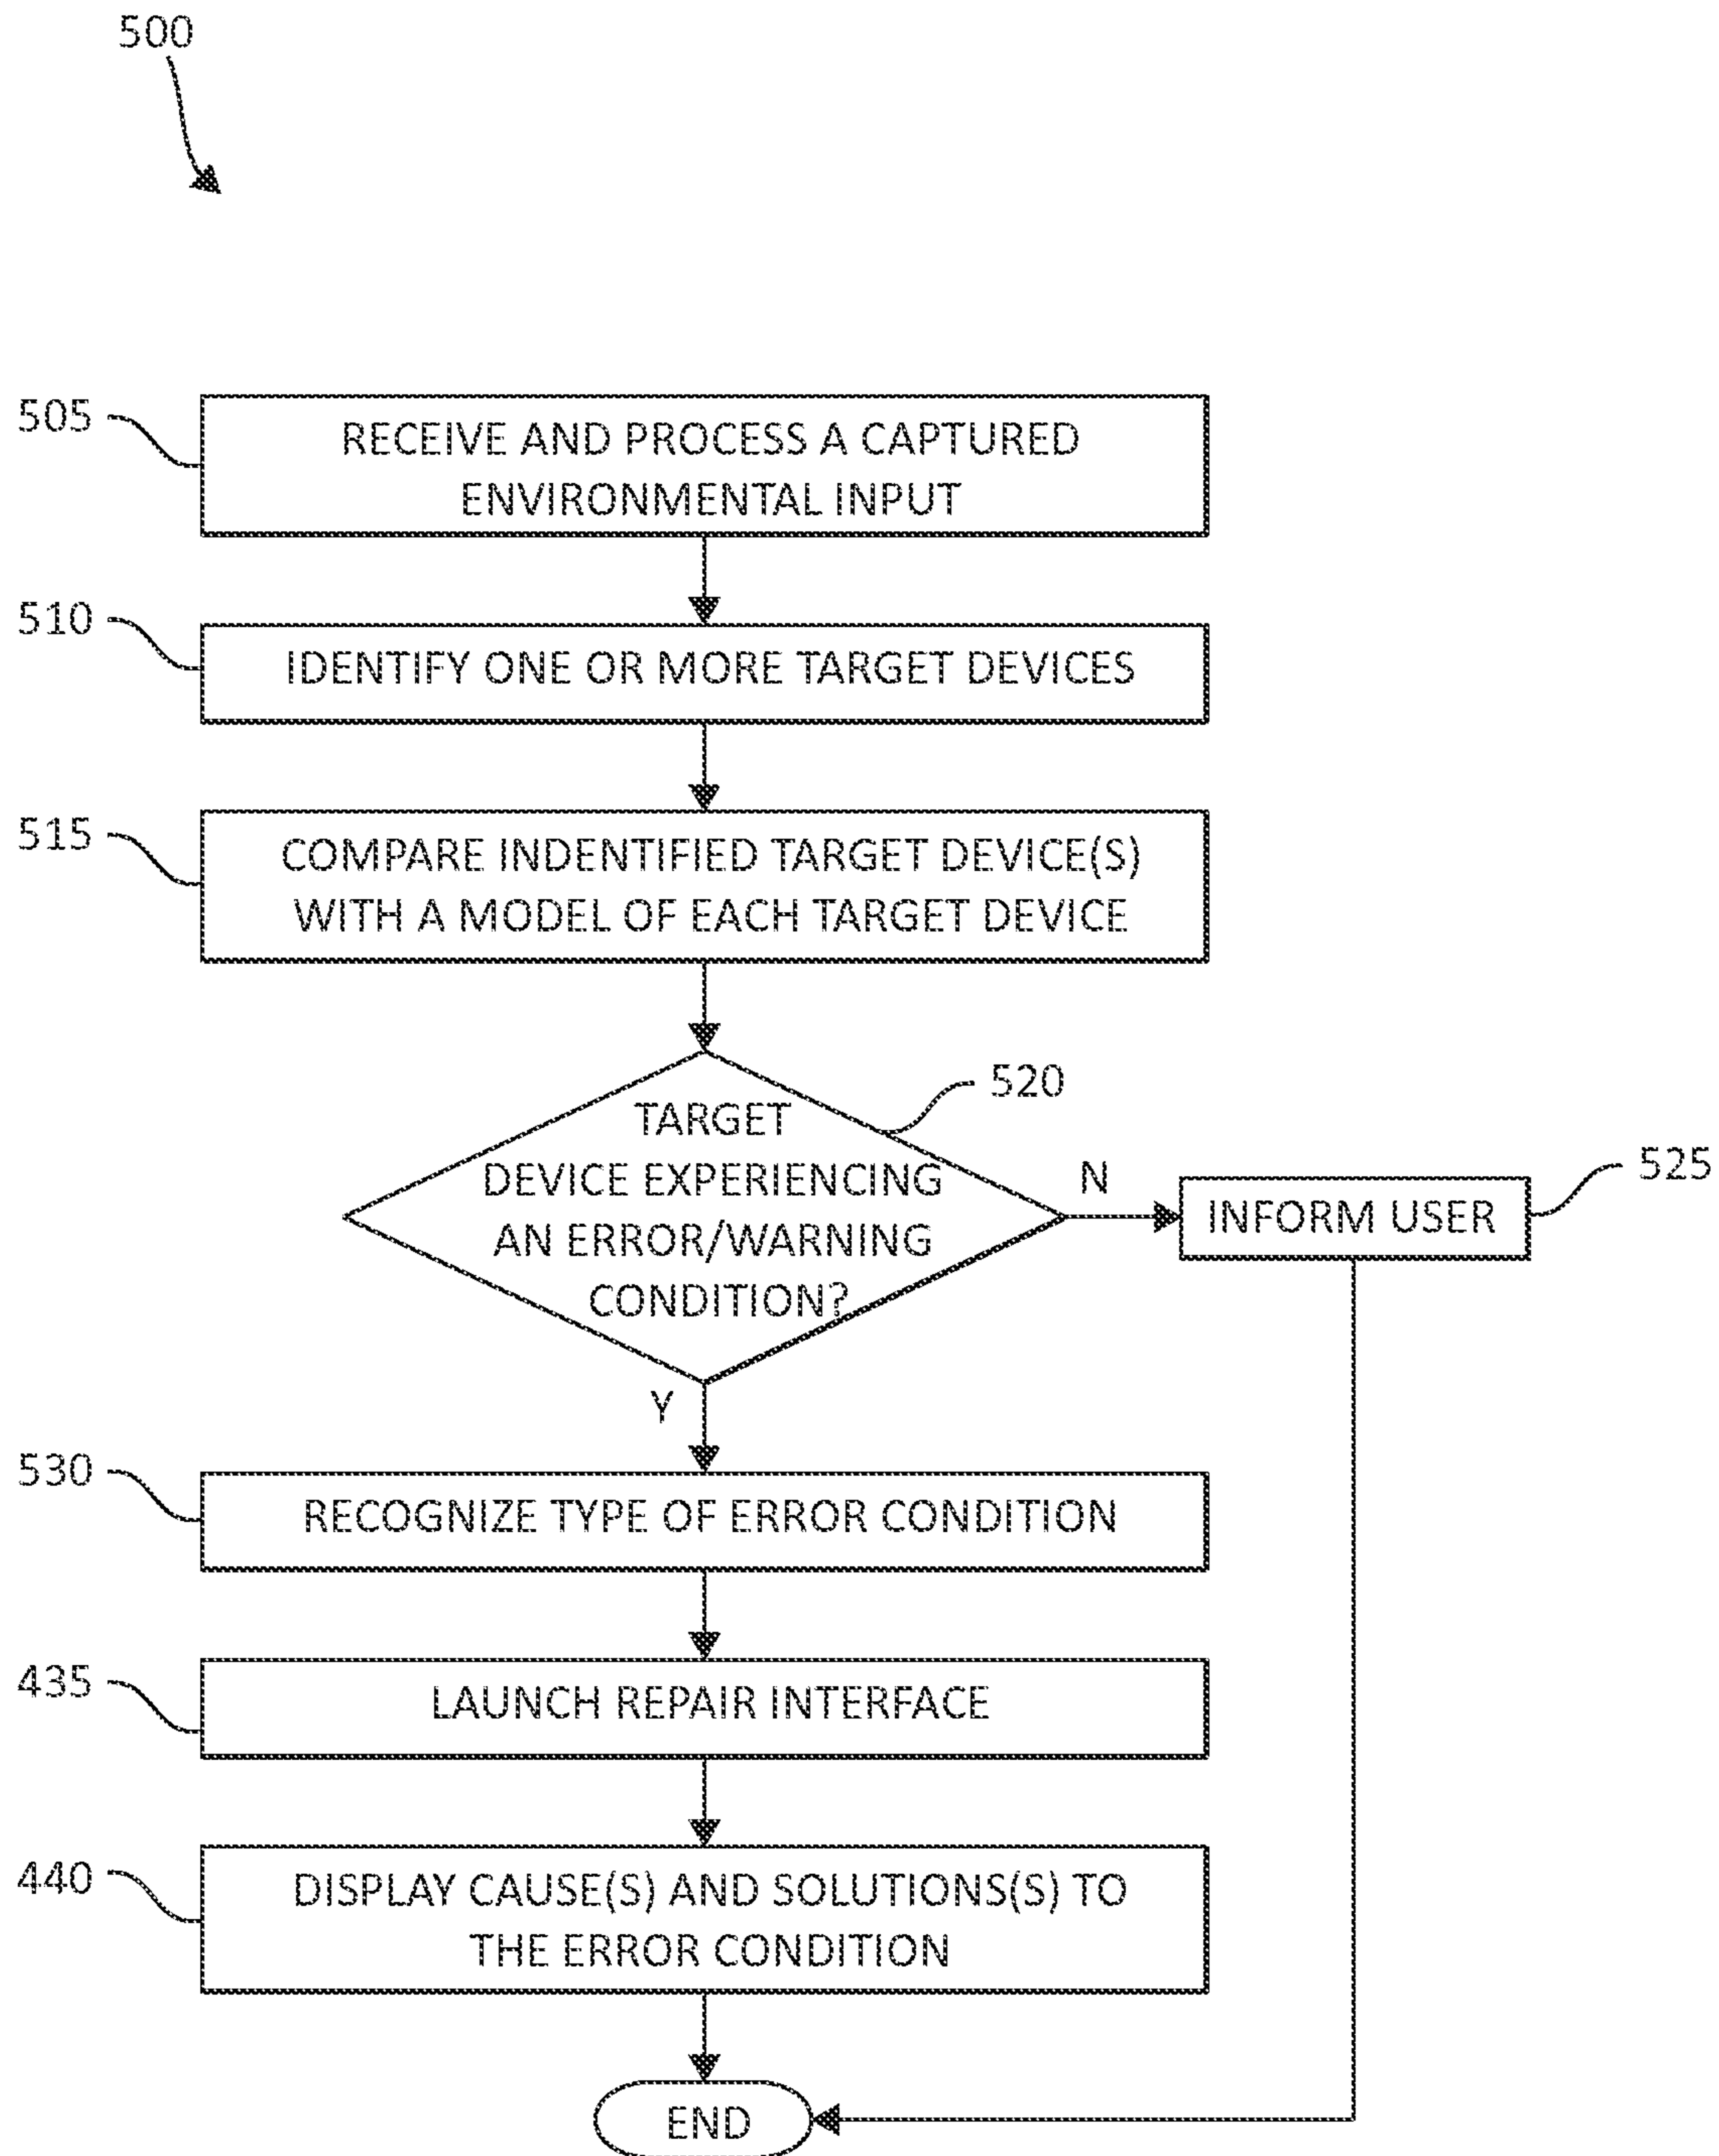 500
505
RECEIVE AND PROCESS A CAPTURED
ENVIRONMENTAL INPUT
510
IDENTIFY ONE OR MORE TARGET DEVICES
515
COMPARE INDENTIFIED TARGET DEVICE(S)
WITH A MODEL OF EACH TARGET DEVICE
520
TARGET
DEVICE EXPERIENCING
AN ERROR/WARNING
CONDITION?
N
525
INFORM USER
Y
530
RECOGNIZE TYPE OF ERROR CONDITION
435
LAUNCH REPAIR INTERFACE
440
DISPLAY CAUSE(S) AND SOLUTIONS(S) TO
THE ERROR CONDITION
END